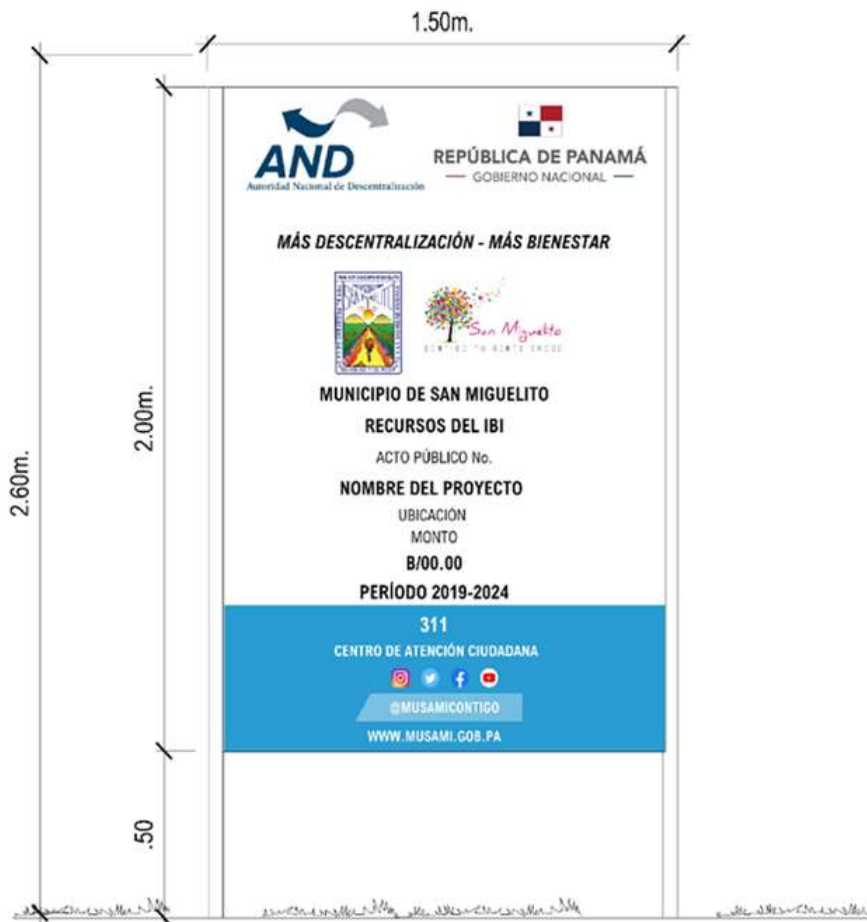 1.50m.
2.60m.
2.00m.
.50
AND
Autoridad Nacional de Descentralización
REPÚBLICA DE PANAMÁ
GOBIERNO NACIONAL
MÁS DESCENTRALIZACIÓN - MÁS BIENESTAR
San Miguelito
MUNICIPIO DE SAN MIGUELITO
RECURSOS DEL IBI
ACTO PÚBLICO No.
NOMBRE DEL PROYECTO
UBICACIÓN
MONTO
B/00.00
PERÍODO 2019-2024
311
CENTRO DE ATENCIÓN CIUDADANA
@MUSAMICONTIGO
WWW.MUSAMI.GOB.PA